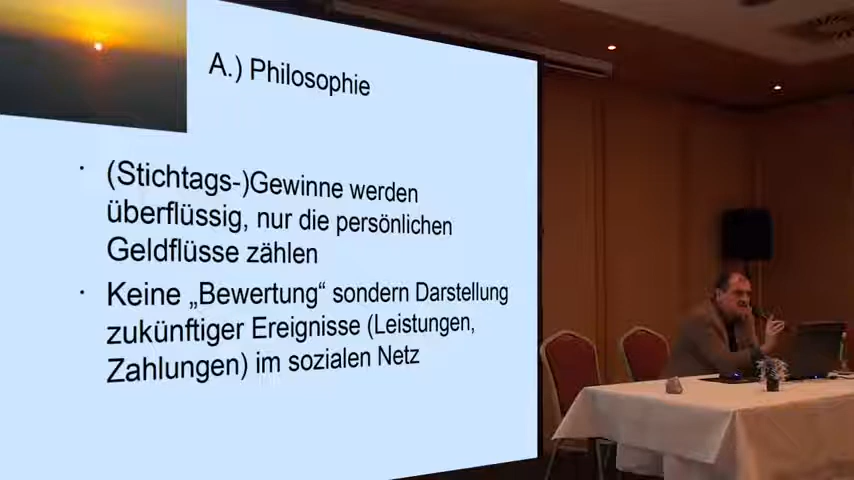 A.) Philosophie
(Stichtags-)Gewinne werden
überflüssig, nur die persönlichen
Geldflüsse zählen
Keine „Bewertung“ sondern Darstellung
zukünftiger Ereignisse (Leistungen,
Zahlungen) im sozialen Netz